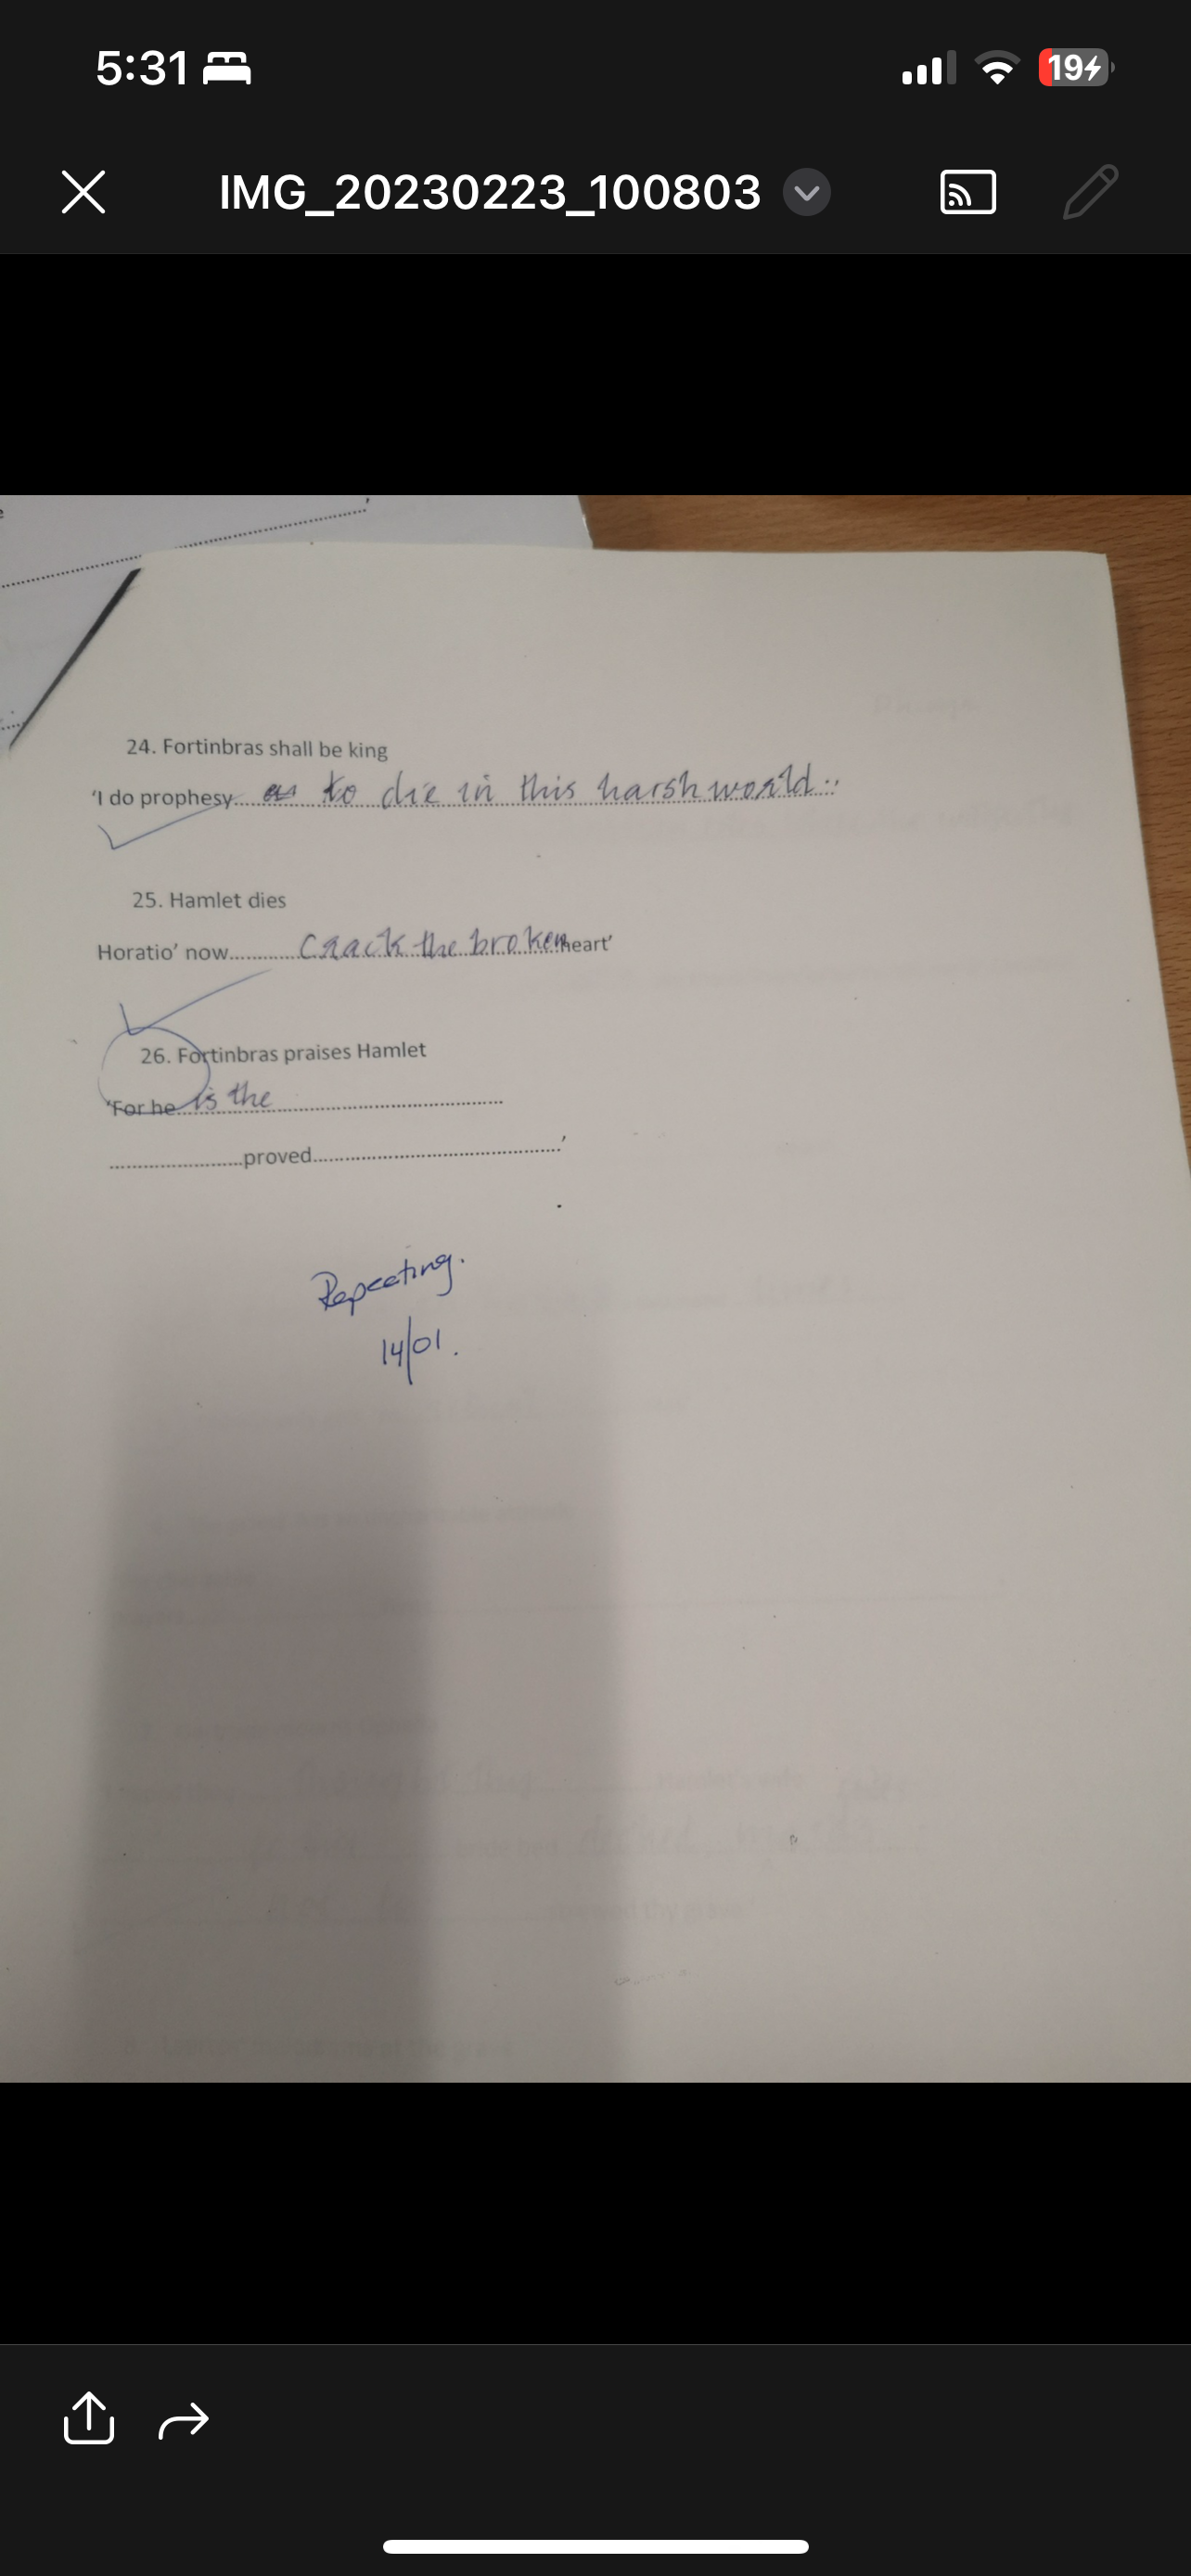 5:31
19
IMG_20230223_100803
24. Fortinbras shall be king
'I do prophesy... to die in this harsh world..
25. Hamlet dies
Horatio' now............crack the broken...heart'
26. Fortinbras praises Hamlet
'For he...is the...................................
....................proved.....................................'
Repeating.
14/01.